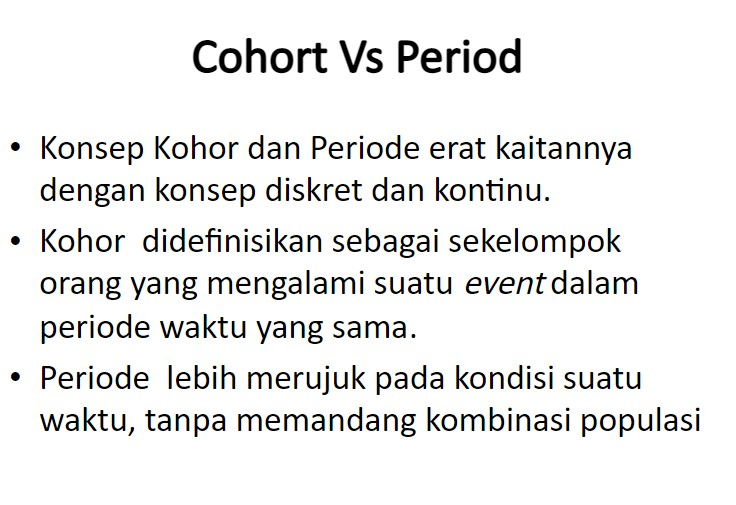 Cohort Vs Period
• Konsep Kohor dan Periode erat kaitannya
dengan konsep diskret dan kontinu.
• Kohor didefinisikan sebagai sekelompok
orang yang mengalami suatu event dalam
periode waktu yang sama.
• Periode lebih merujuk pada kondisi suatu
waktu, tanpa memandang kombinasi populasi